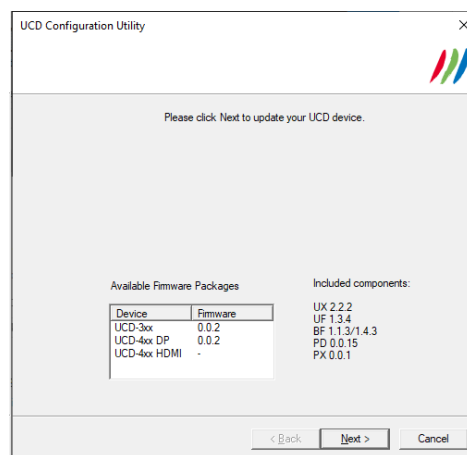 UCD Configuration Utility
Please click Next to update your UCD device.
Available Firmware Packages
Device Firmware
UCD-3xx 0.0.2
UCD-4xx DP 0.0.2
UCD-4xx HDMI -
Included components:
UX 2.2.2
UF 1.3.4
BF 1.1.3/1.4.3
PD 0.0.15
PX 0.0.1
< Back Next > Cancel